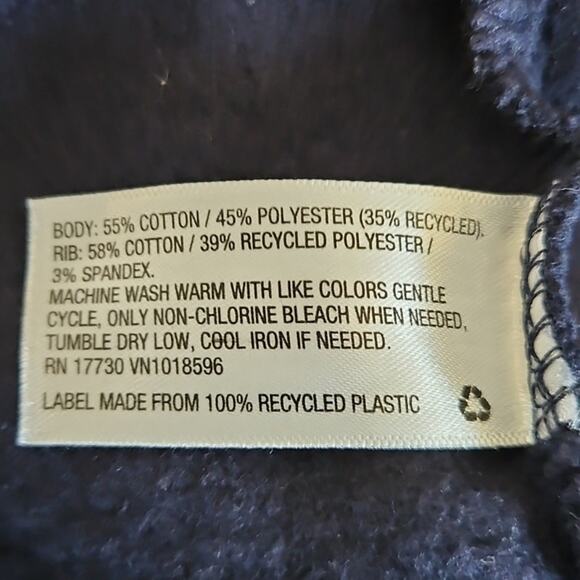 BODY: 55% COTTON / 45% POLYESTER (35% RECYCLED).
RIB: 58% COTTON / 39% RECYCLED POLYESTER /
3% SPANDEX.
MACHINE WASH WARM WITH LIKE COLORS GENTLE
CYCLE, ONLY NON-CHLORINE BLEACH WHEN NEEDED,
TUMBLE DRY LOW, COOL IRON IF NEEDED.
RN 17730 VN1018596
LABEL MADE FROM 100% RECYCLED PLASTIC